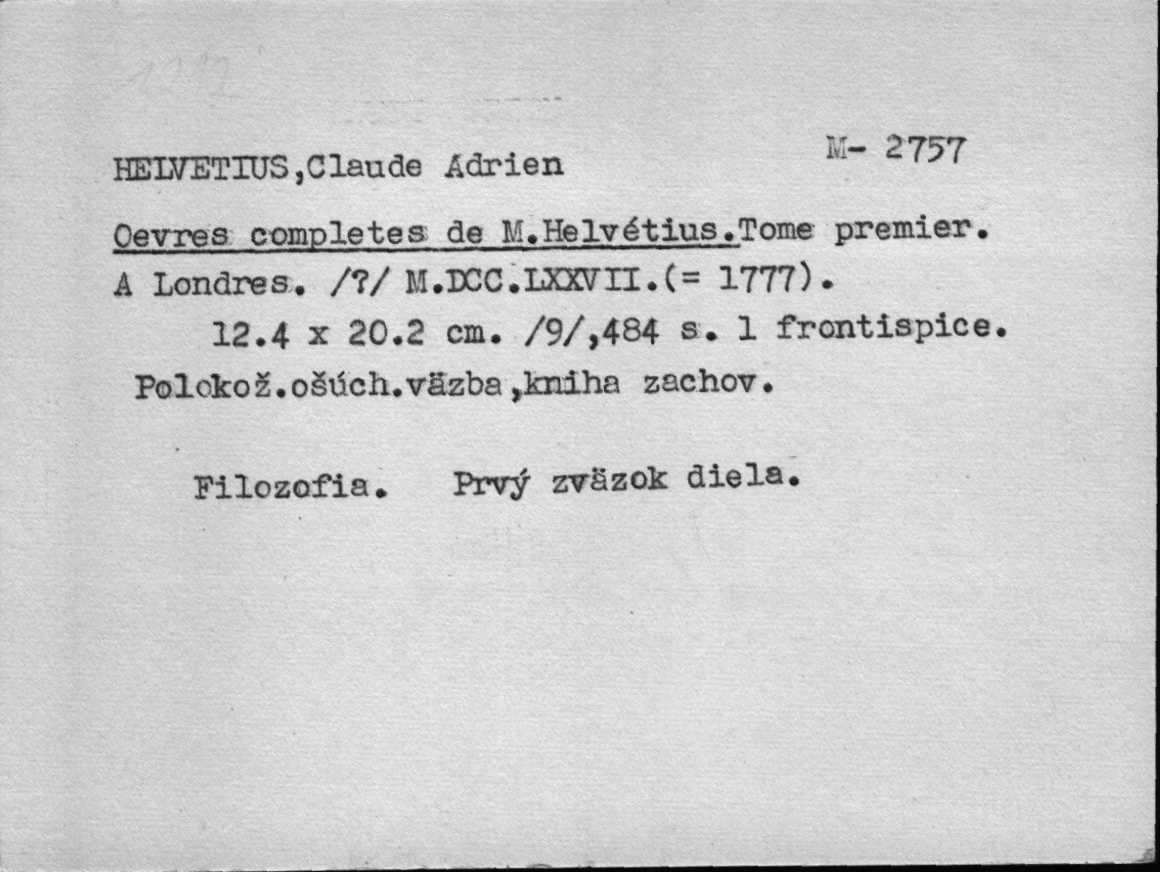 M- 2757
HELVETIUS,Claude Adrien
Oevres completes de M.Helvétius.Tome premier.
A Londres. /?/ M.DCC.LXXVII.(= 1777).
12.4 x 20.2 cm. /9/,484 s. 1 frontispice.
Polokož.ošúch.väzba,kniha zachov.
Filozofia. Prvý zväzok diela.